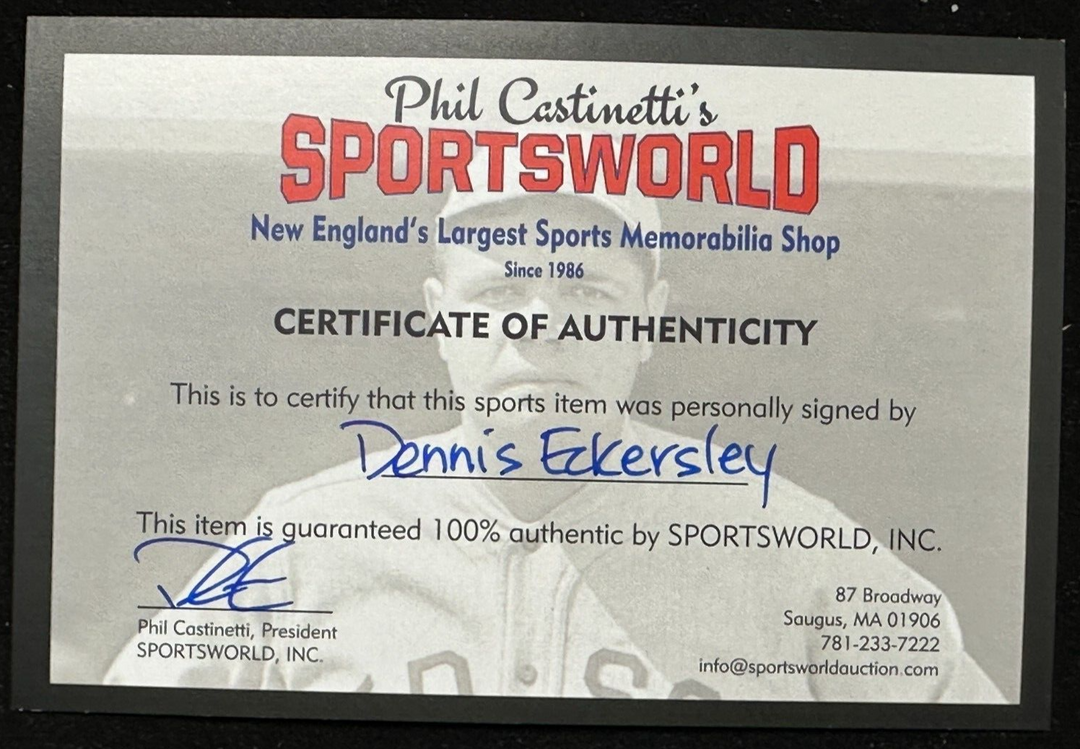 Phil Castinetti's
SPORTSWORLD
New England's Largest Sports Memorabilia Shop
Since 1986
CERTIFICATE OF AUTHENTICITY
This is to certify that this sports item was personally signed by
Dennis Eckersley
This item is guaranteed 100% authentic by SPORTSWORLD, INC.
Phil Castinetti, President
SPORTSWORLD, INC.
87 Broadway
Saugus, MA 01906
781-233-7222
info@sportsworldauction.com